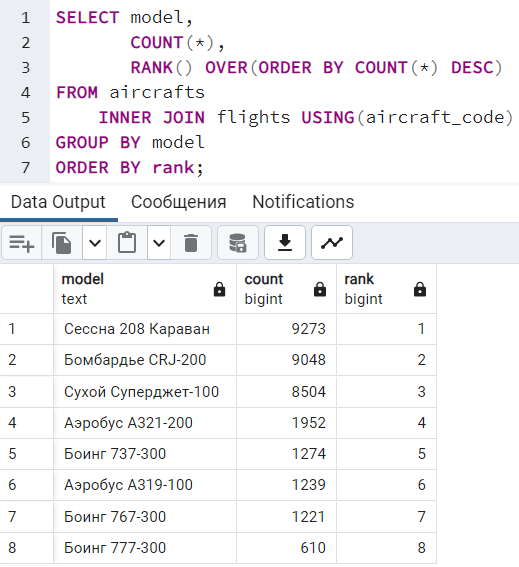 1 SELECT model,
2 COUNT(*),
3 RANK() OVER(ORDER BY COUNT(*) DESC)
4 FROM aircrafts
5 INNER JOIN flights USING(aircraft_code)
6 GROUP BY model
7 ORDER BY rank;
Data Output Сообщения Notifications
model count rank
text bigint bigint
1 Сессна 208 Караван 9273 1
2 Бомбардье CRJ-200 9048 2
3 Сухой Суперджет-100 8504 3
4 Аэробус A321-200 1952 4
5 Боинг 737-300 1274 5
6 Аэробус A319-100 1239 6
7 Боинг 767-300 1221 7
8 Боинг 777-300 610 8